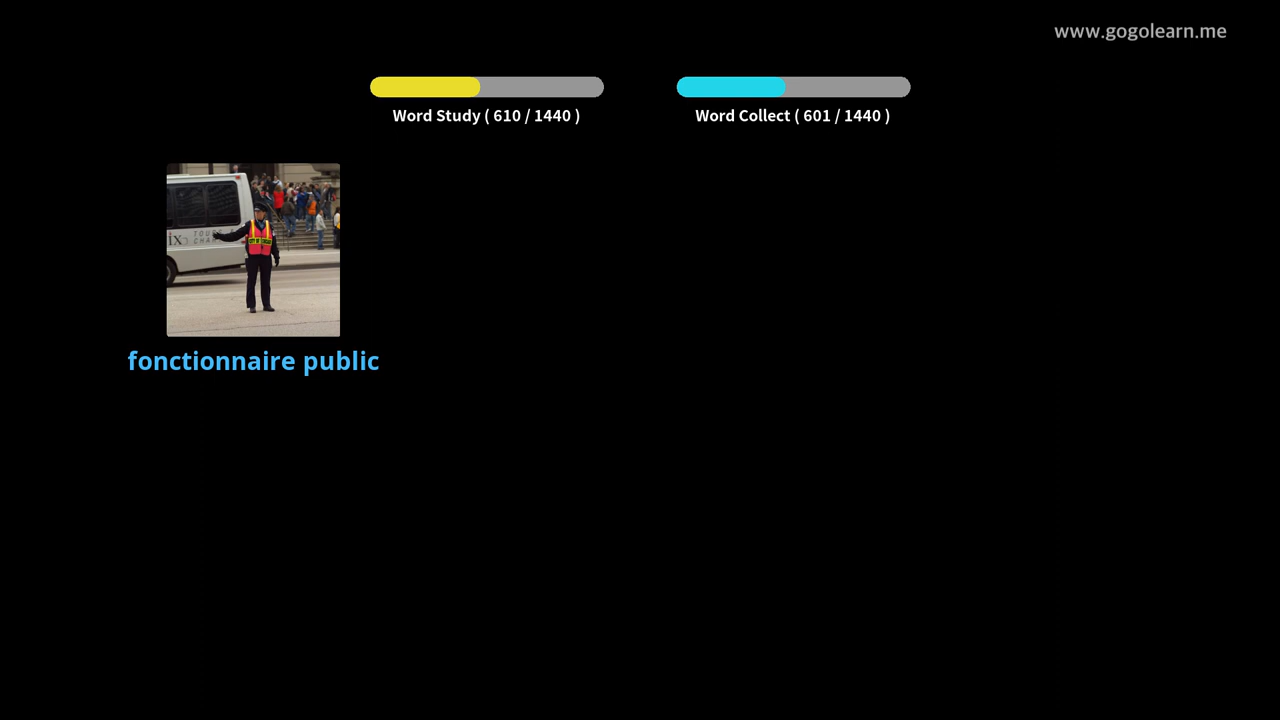 www.gogolearn.me
Word Study ( 610 / 1440 )
Word Collect ( 601 / 1440 )
fonctionnaire public